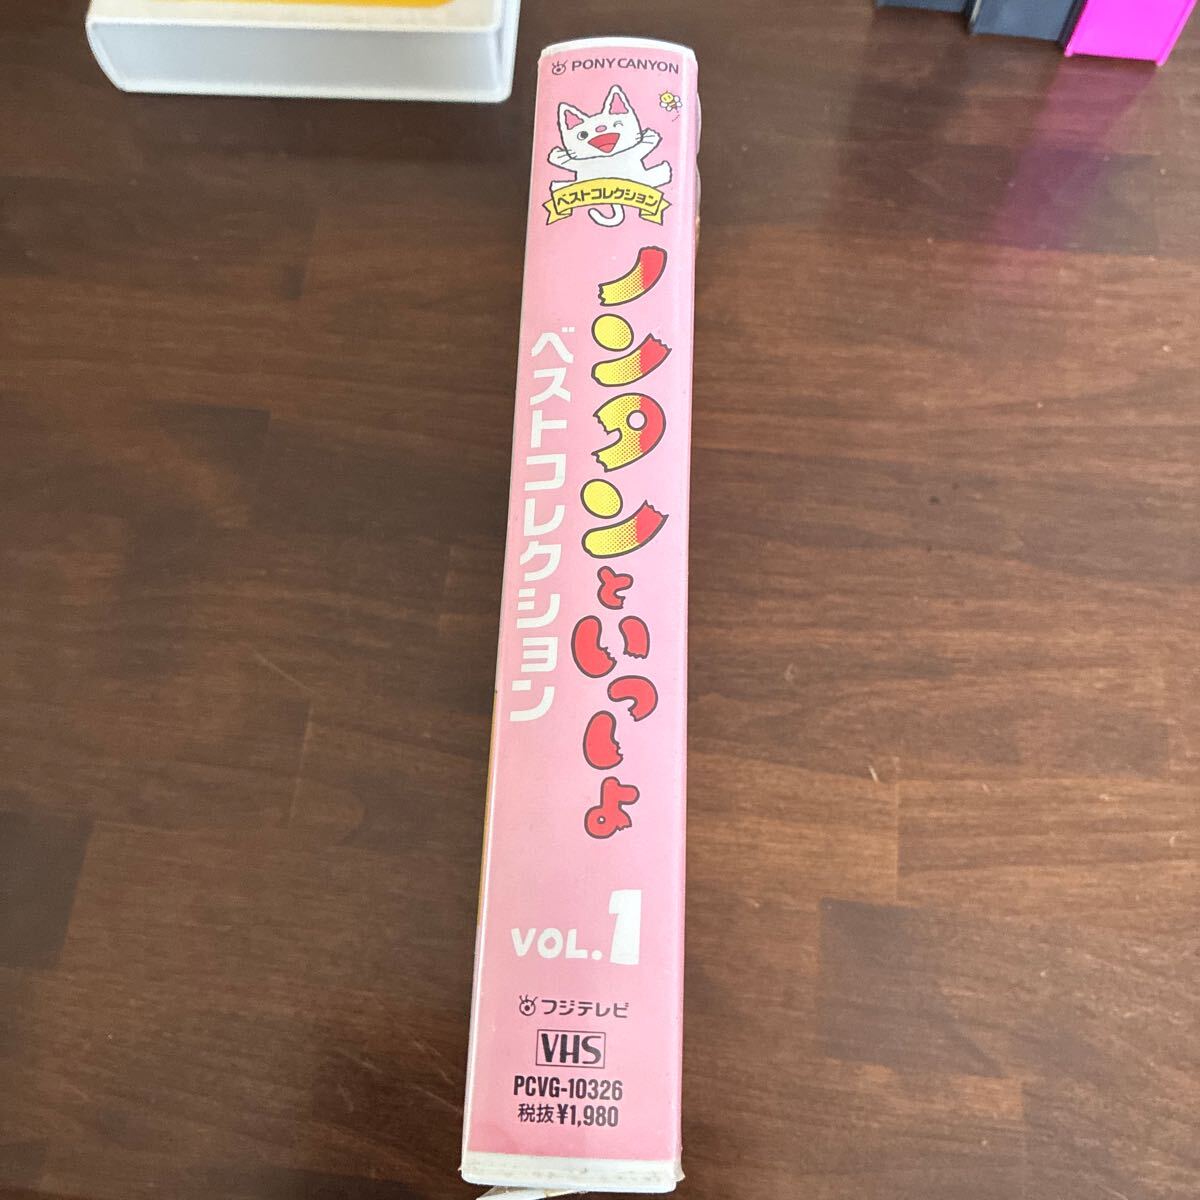 PONY CANYON
ベストコレクション
ノンタンといっしょ
ベストコレクション
VOL.1
フジテレビ
VHS
PCVG-10326
税抜¥1,980